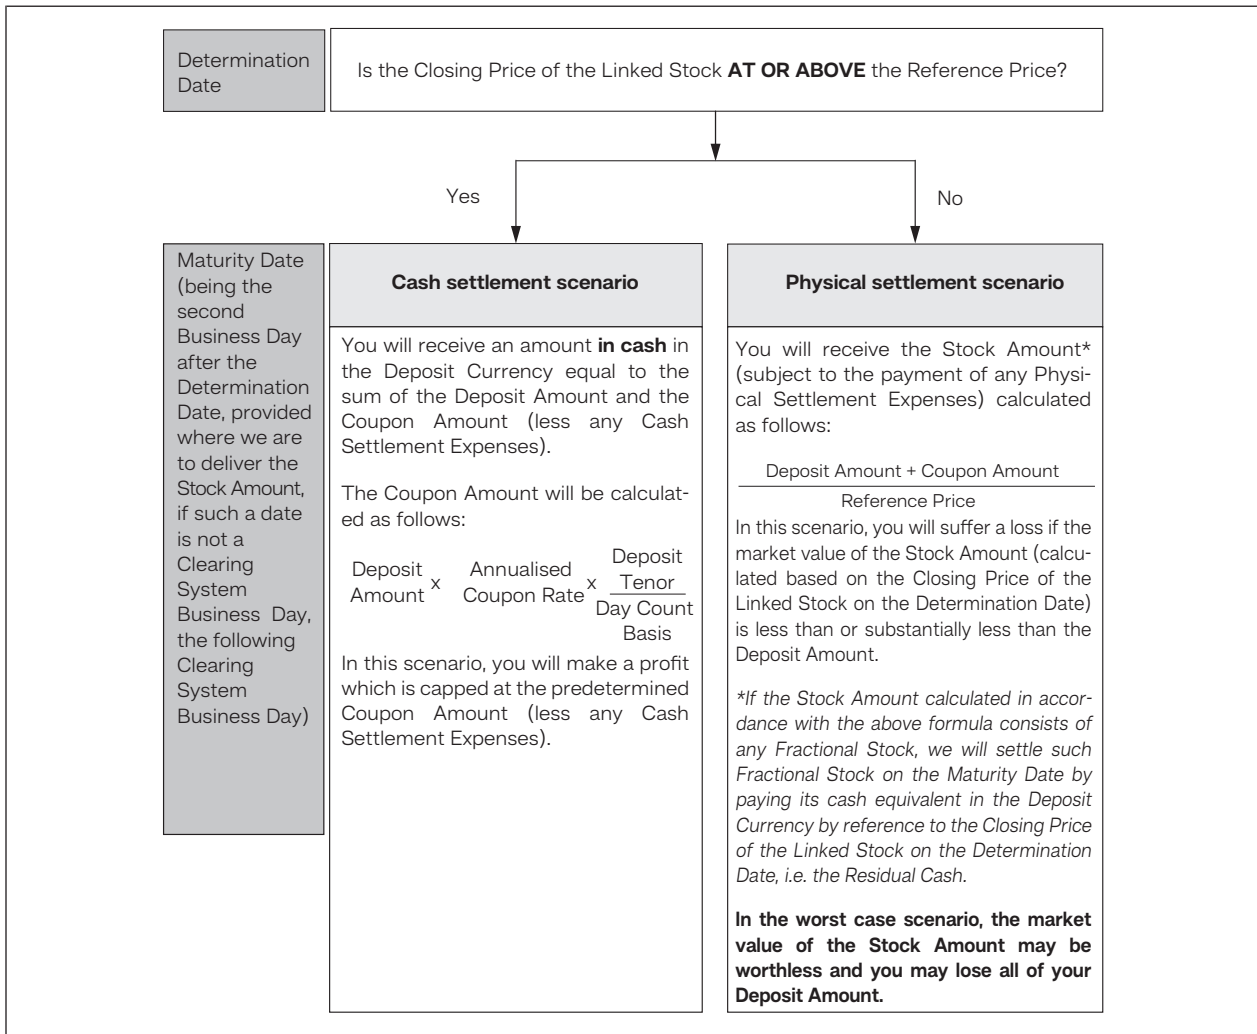 Determination
Date
Is the Closing Price of the Linked Stock AT OR ABOVE the Reference Price?
Yes
No
Maturity Date
(being the
second
Business Day
after the
Determination
Date, provided
where we are
to deliver the
Stock Amount,
if such a date
is not a
Clearing
System
Business Day,
the following
Clearing
System
Business Day)
Cash settlement scenario
You will receive an amount in cash in
the Deposit Currency equal to the
sum of the Deposit Amount and the
Coupon Amount (less any Cash
Settlement Expenses).
The Coupon Amount will be calculat-
ed as follows:
Deposit Amount x Annualised Coupon Rate x Deposit Tenor
Day Count Basis
In this scenario, you will make a profit
which is capped at the predetermined
Coupon Amount (less any Cash
Settlement Expenses).
Physical settlement scenario
You will receive the Stock Amount*
(subject to the payment of any Physi-
cal Settlement Expenses) calculated
as follows:
Deposit Amount + Coupon Amount
Reference Price
In this scenario, you will suffer a loss if the
market value of the Stock Amount (calcu-
lated based on the Closing Price of the
Linked Stock on the Determination Date)
is less than or substantially less than the
Deposit Amount.
*If the Stock Amount calculated in accor-
dance with the above formula consists of
any Fractional Stock, we will settle such
Fractional Stock on the Maturity Date by
paying its cash equivalent in the Deposit
Currency by reference to the Closing Price
of the Linked Stock on the Determination
Date, i.e. the Residual Cash.
In the worst case scenario, the market
value of the Stock Amount may be
worthless and you may lose all of your
Deposit Amount.